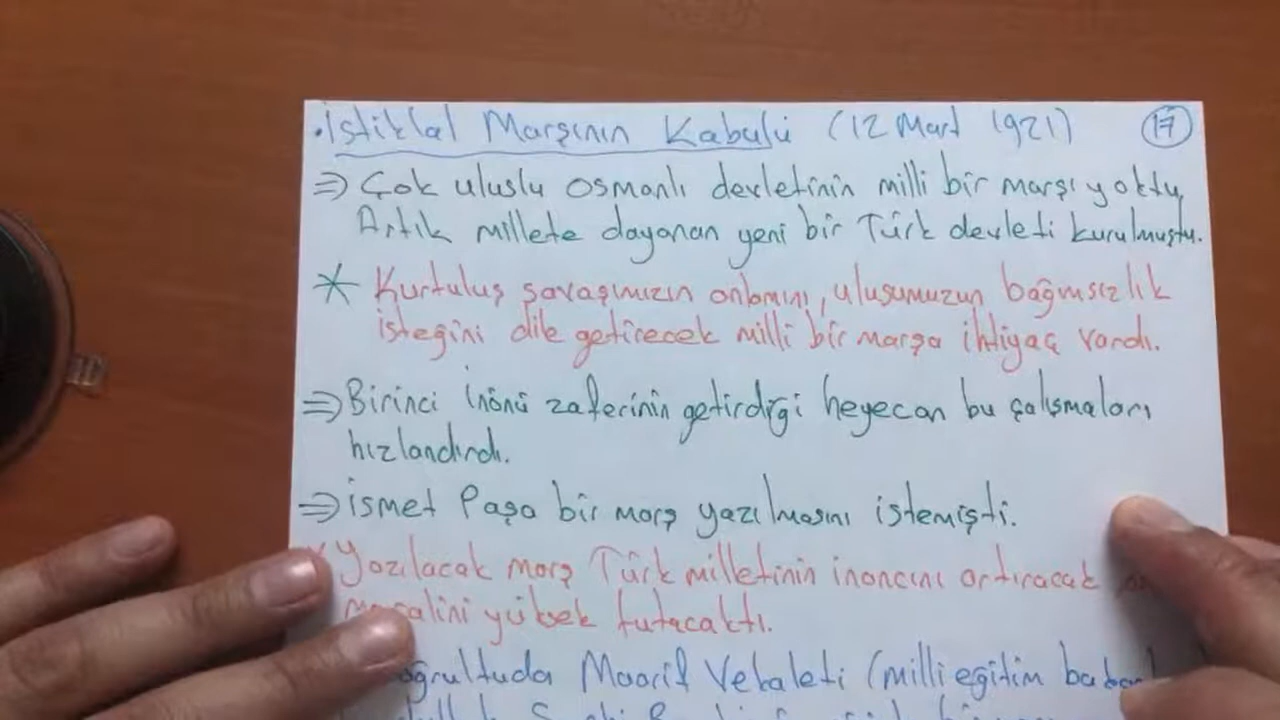 • İstiklal Marşının Kabulü (12 Mart 1921) 17
⇒ Çok uluslu Osmanlı devletinin milli bir marşı yoktu,
Artık millete dayanan yeni bir Türk devleti kurulmuştu.
* Kurtuluş savaşımızın anlamını, ulusumuzun bağımsızlık
isteğini dile getirecek milli bir marşa ihtiyaç vardı.
⇒ Birinci İnönü zaferinin getirdiği heyecan bu çalışmaları
hızlandırdı.
⇒ İsmet Paşa bir marş yazılmasını istemişti.
Yazılacak marş Türk milletinin inancını artıracak
yüksek tutacaktı.
Maarif Vekaleti (milli eğitim